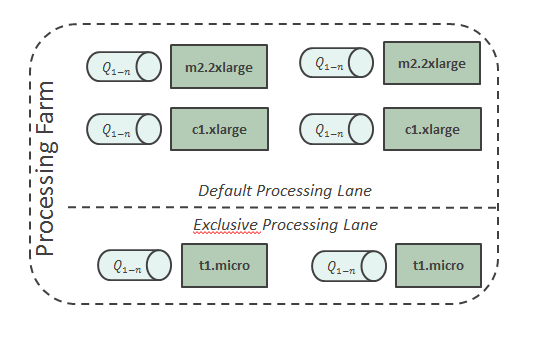 Processing Farm
Q1-n m2.2xlarge Q1-n m2.2xlarge
Q1-n c1.xlarge Q1-n c1.xlarge
Default Processing Lane
Exclusive Processing Lane
Q1-n t1.micro Q1-n t1.micro